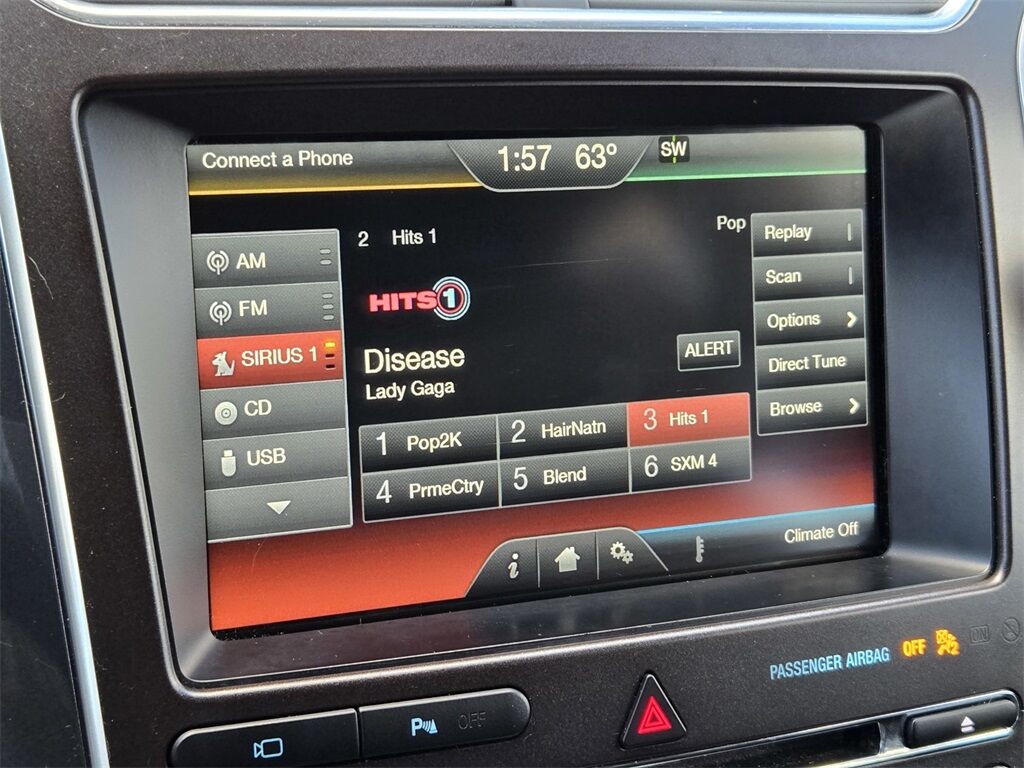 Connect a Phone
1:57 63° SW
2 Hits 1
Pop
HITS1
Disease
Lady Gaga
ALERT
AM
FM
SIRIUS 1
CD
USB
Replay
Scan
Options
Direct Tune
Browse
1 Pop2K
2 HairNatn
3 Hits 1
4 PrmeCtry
5 Blend
6 SXM 4
i
Climate Off
PASSENGER AIRBAG OFF ON
P OFF